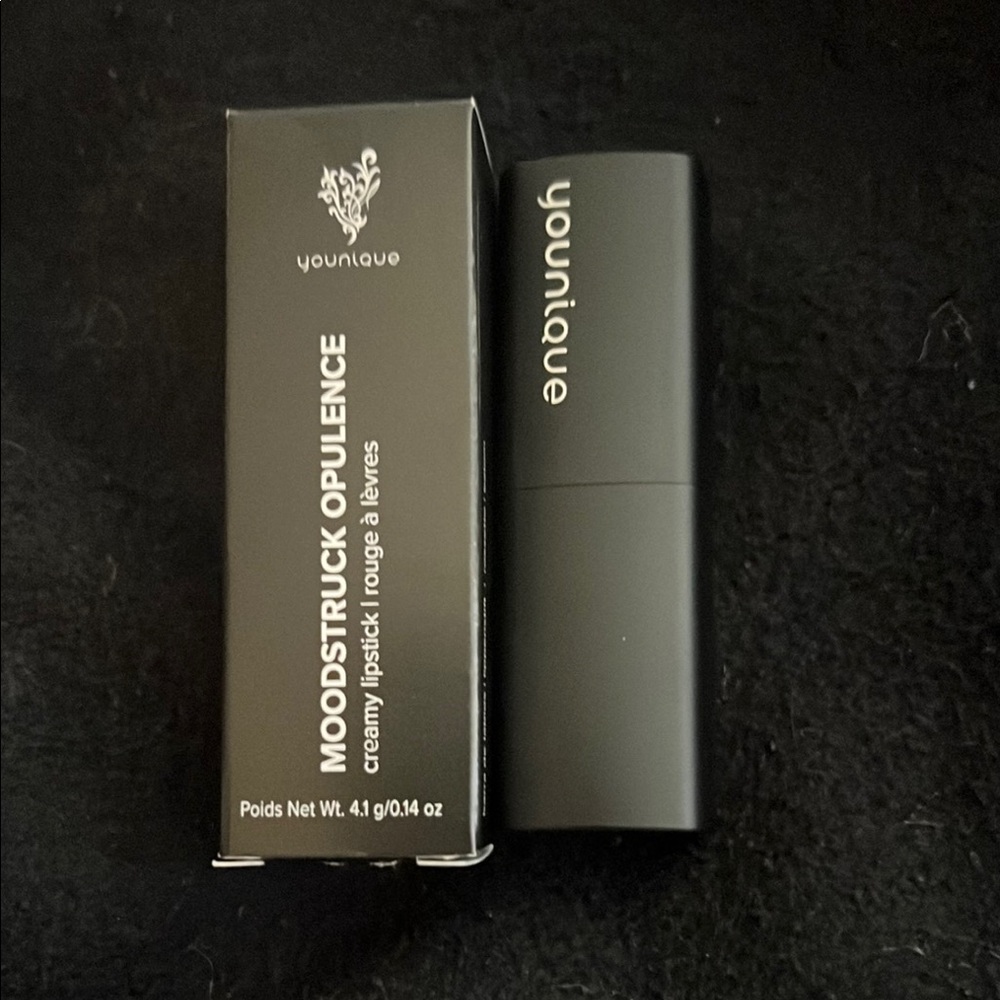 younique
MOODSTRUCK OPULENCE
creamy lipstick | rouge à lèvres
Poids Net Wt. 4.1 g/0.14 oz
younique